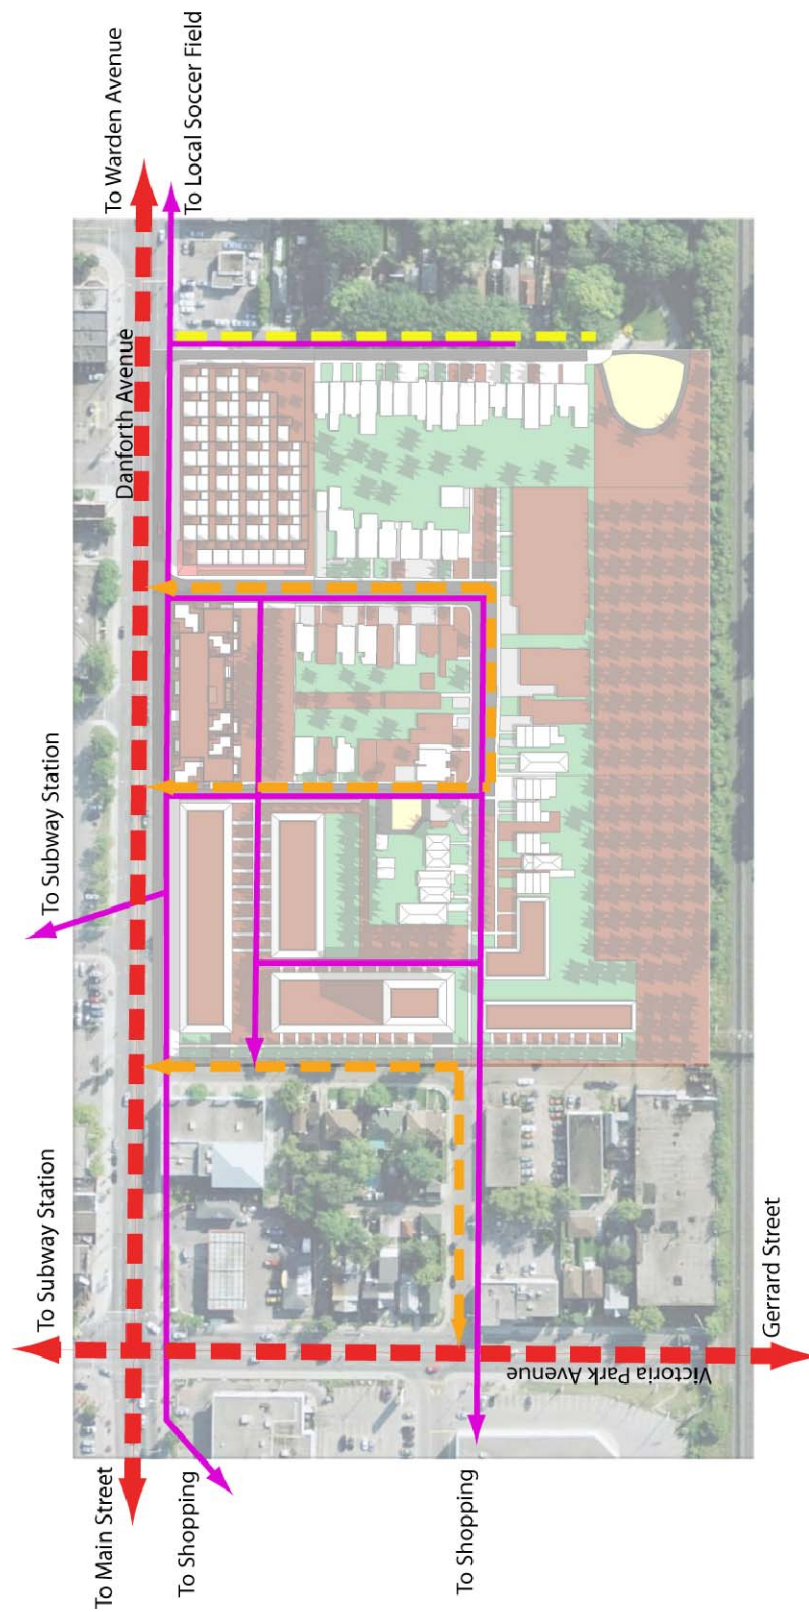 To Main Street
To Shopping
To Shopping
To Subway Station
To Subway Station
Danforth Avenue
To Warden Avenue
To Local Soccer Field
Victoria Park Avenue
Gerrard Street